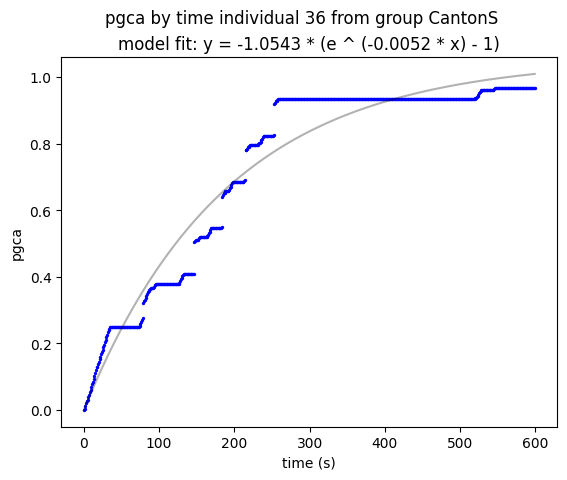 pgca by time individual 36 from group CantonS
model fit: y = -1.0543 * (e ^ (-0.0052 * x) - 1)
1.0
0.8
0.6
0.4
0.2
0.0
pgca
0 100 200 300 400 500 600
time (s)